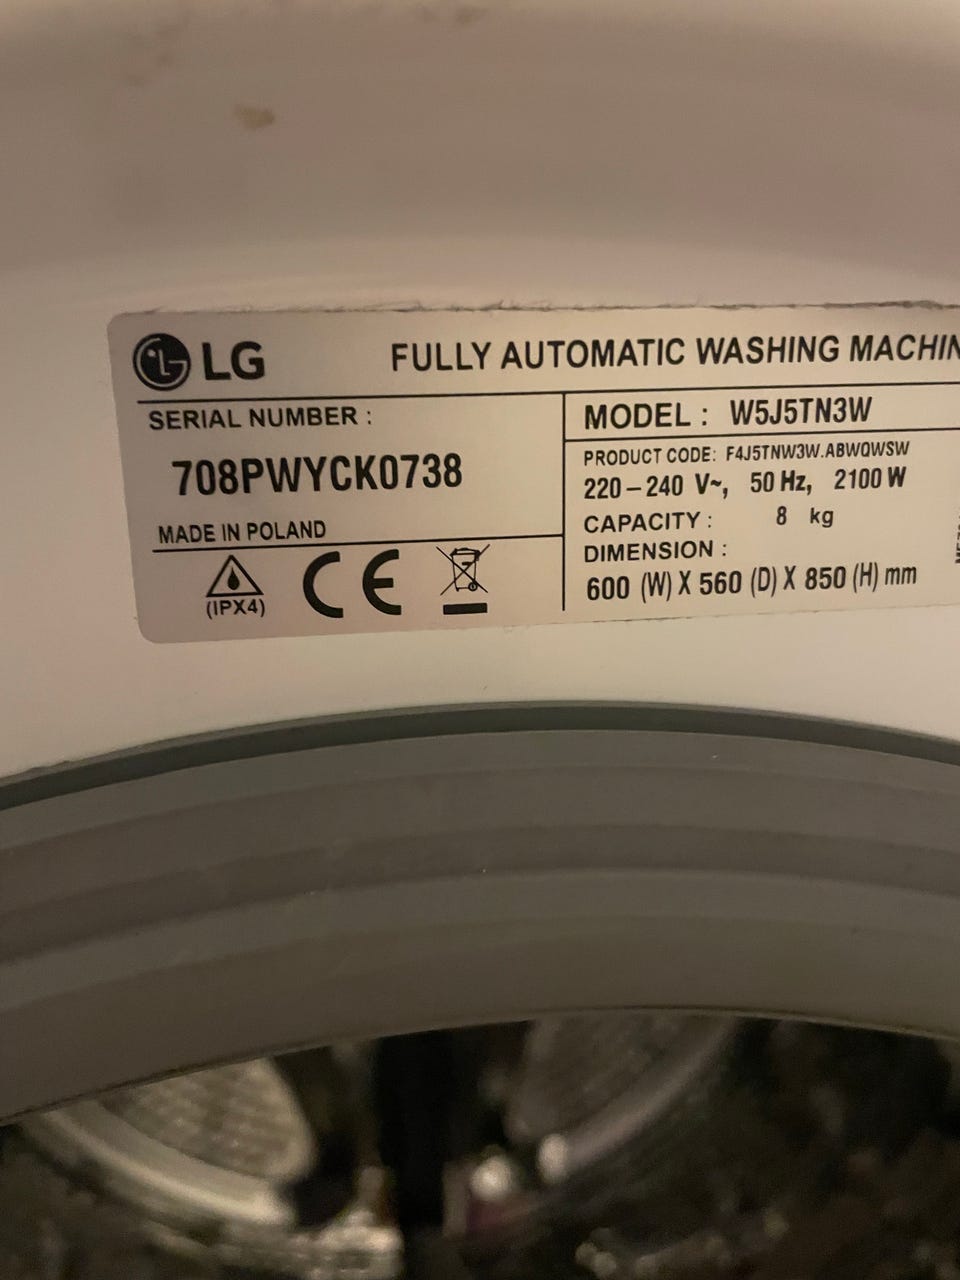 LG FULLY AUTOMATIC WASHING MACHIN
SERIAL NUMBER :
708PWYCK0738
MADE IN POLAND
(IPX4)
CE
MODEL : W5J5TN3W
PRODUCT CODE: F4J5TNW3W.ABWQWSW
220-240 V~, 50 Hz, 2100 W
CAPACITY : 8 kg
DIMENSION :
600 (W) X 560 (D) X 850 (H) mm